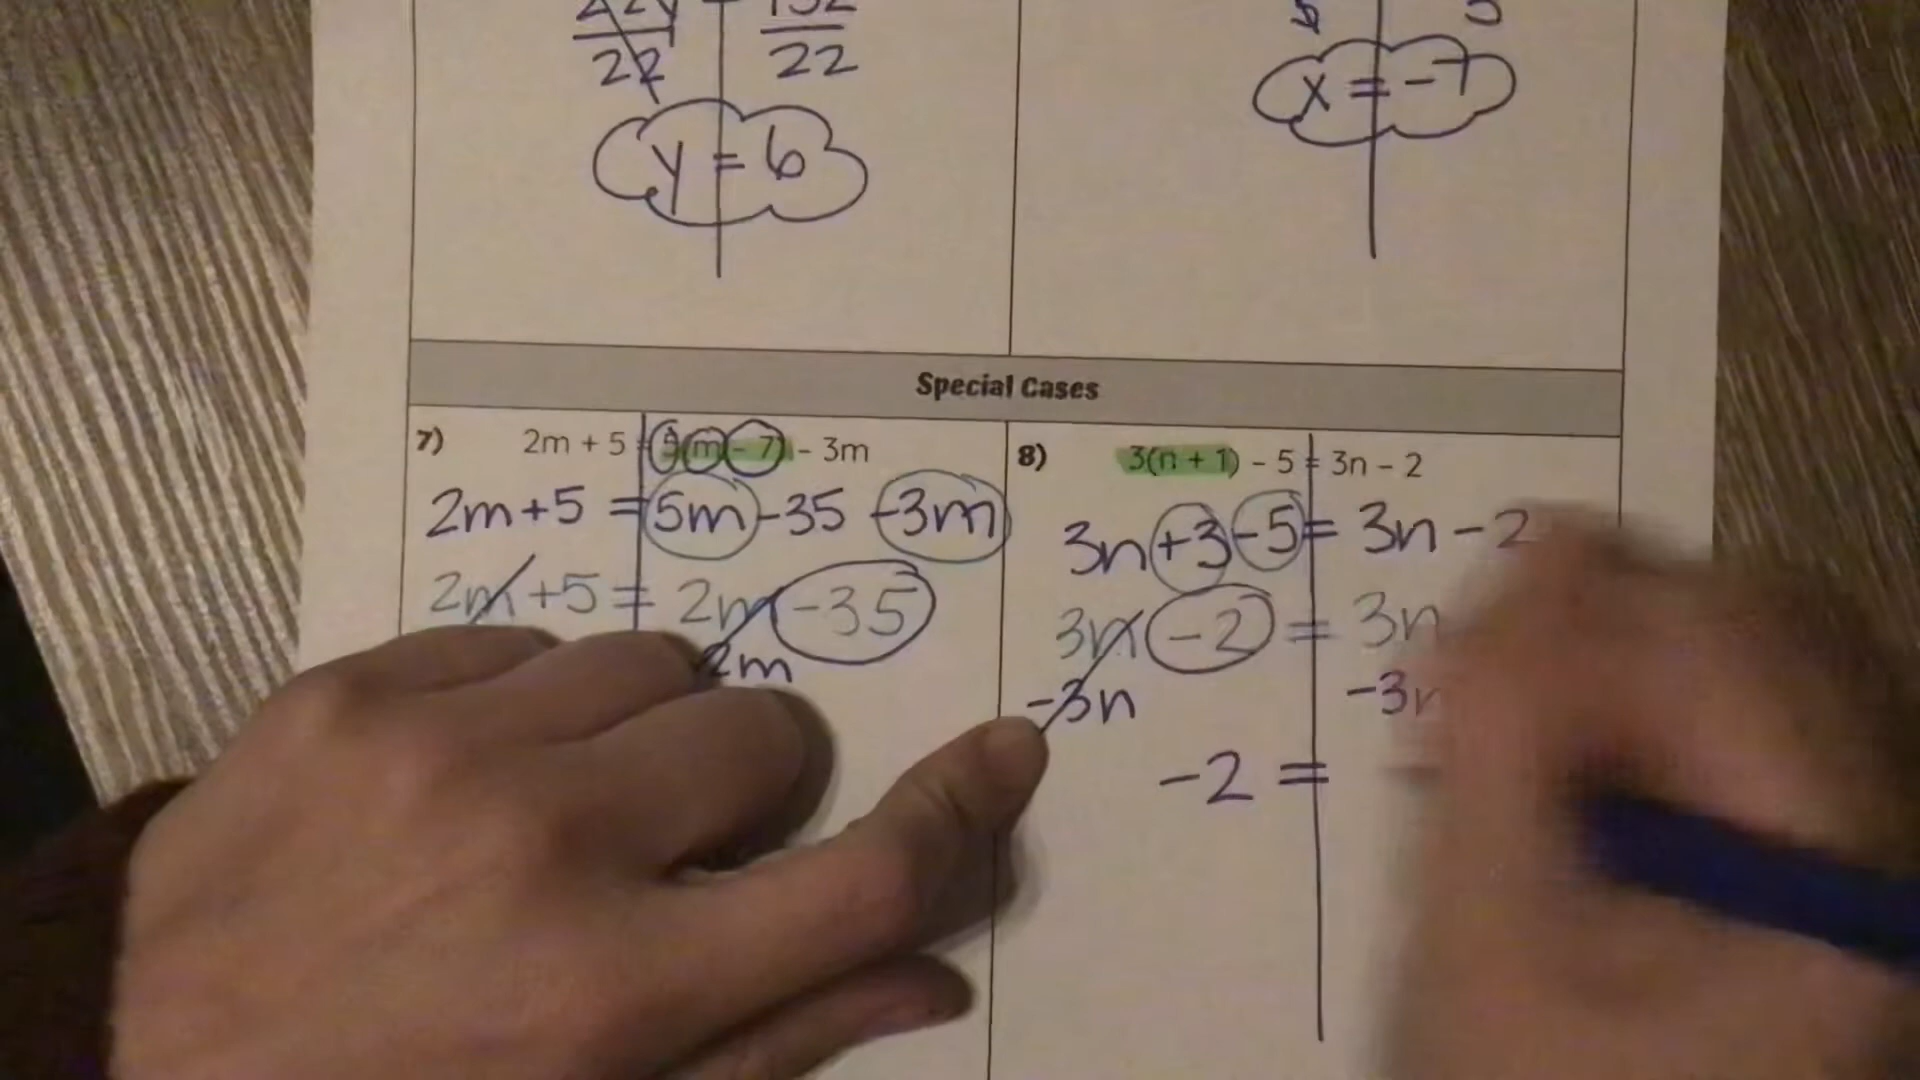 22 22
y = 6
x = -7
Special Cases
7) 2m + 5 = 5(m - 7) - 3m
2m+5 = 5m-35 -3m
2m +5 = 2m -35
2m
8) 3(n + 1) - 5 = 3n - 2
3n +3 -5 = 3n - 2
3n -2 = 3n
-3n -3n
-2 =